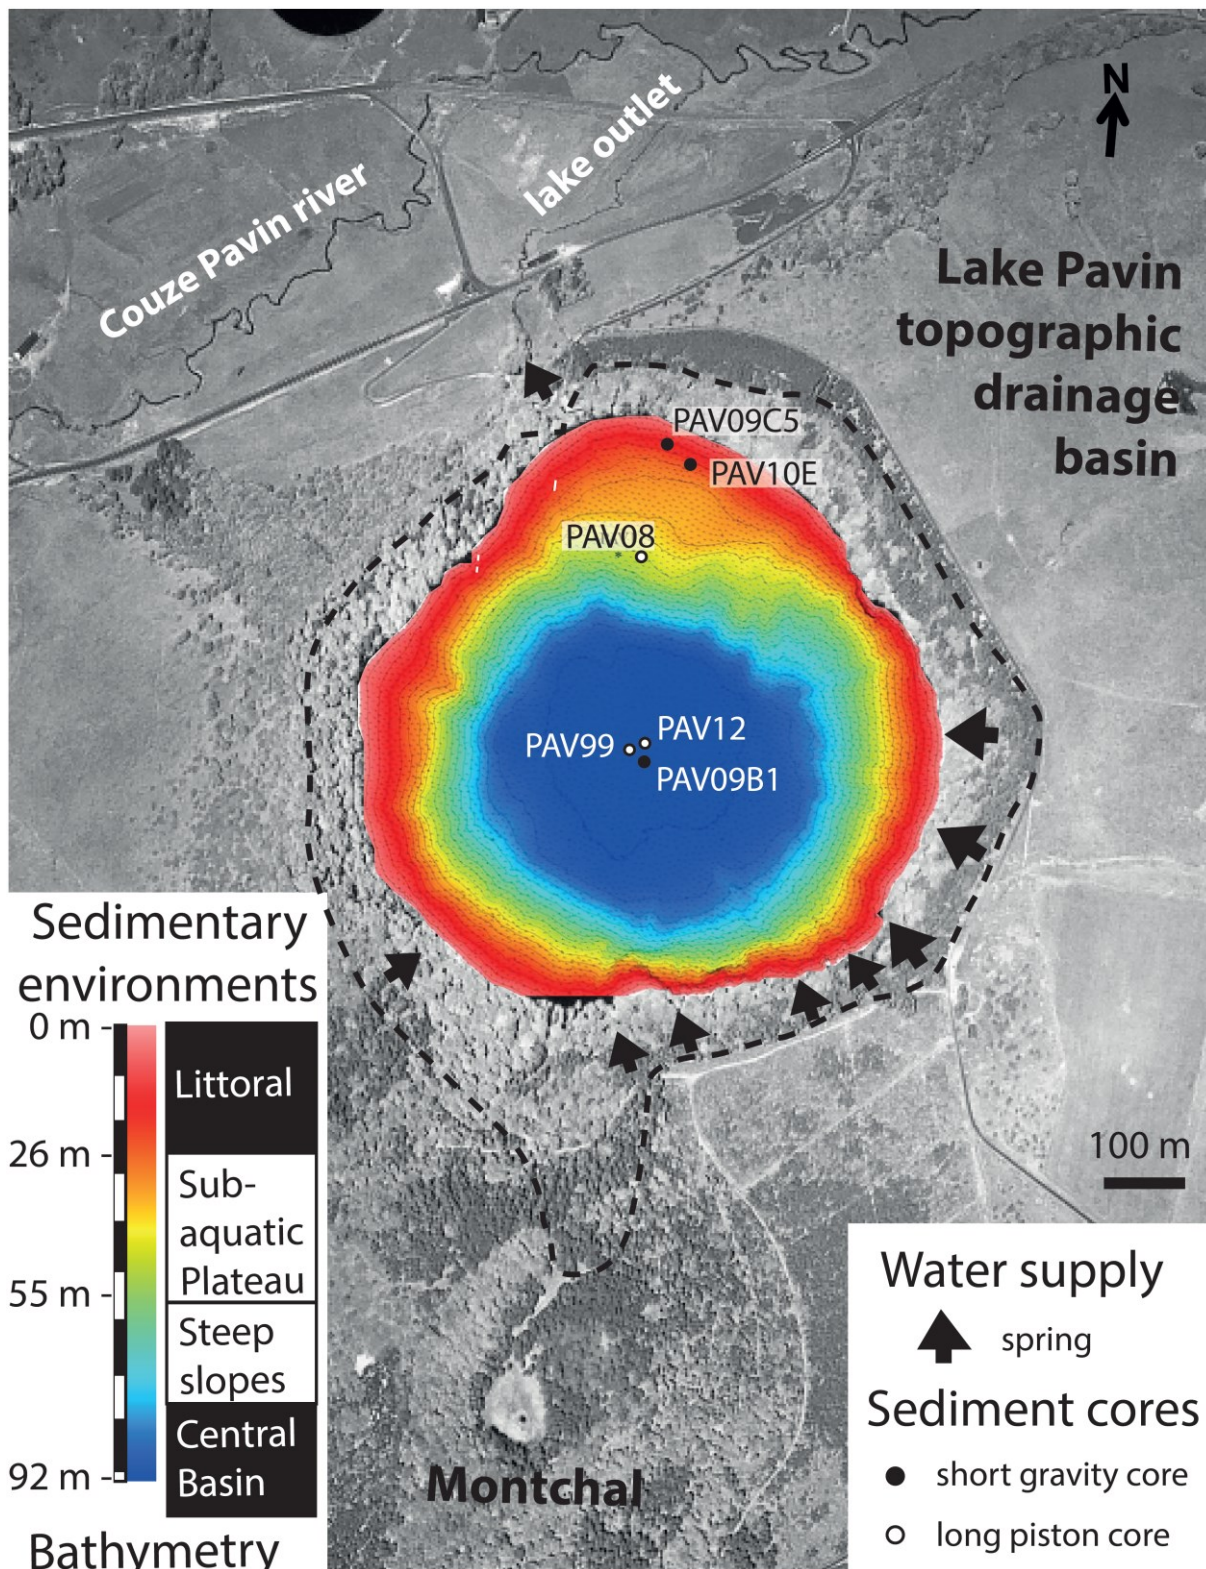 N
Couze Pavin river
lake outlet
Lake Pavin
topographic
drainage
basin
PAV09C5
PAV10E
PAV08
PAV12
PAV99
PAV09B1
Sedimentary
environments
0 m
Littoral
26 m
Sub-
aquatic
Plateau
55 m
Steep
slopes
Central
Basin
92 m
Bathymetry
100 m
Montchal
Water supply
spring
Sediment cores
short gravity core
long piston core